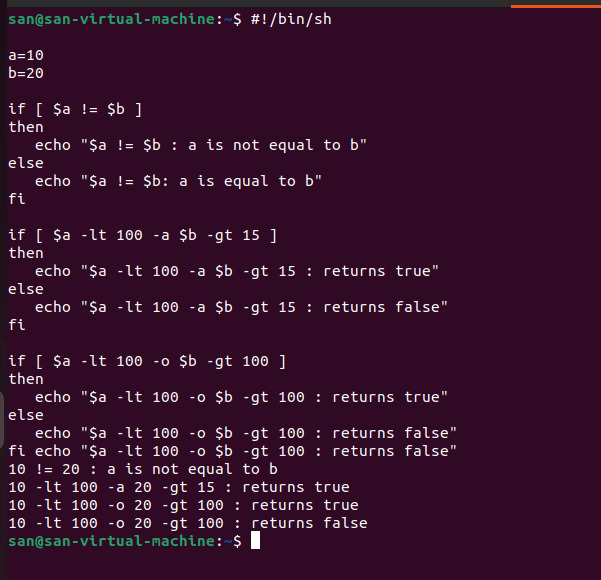 san@san-virtual-machine:~$ #!/bin/sh

a=10
b=20

if [ $a != $b ]
then
   echo "$a != $b : a is not equal to b"
else
   echo "$a != $b: a is equal to b"
fi

if [ $a -lt 100 -a $b -gt 15 ]
then
   echo "$a -lt 100 -a $b -gt 15 : returns true"
else
   echo "$a -lt 100 -a $b -gt 15 : returns false"
fi

if [ $a -lt 100 -o $b -gt 100 ]
then
   echo "$a -lt 100 -o $b -gt 100 : returns true"
else
   echo "$a -lt 100 -o $b -gt 100 : returns false"
fi echo "$a -lt 100 -o $b -gt 100 : returns false"
10 != 20 : a is not equal to b
10 -lt 100 -a 20 -gt 15 : returns true
10 -lt 100 -o 20 -gt 100 : returns true
10 -lt 100 -o 20 -gt 100 : returns false
san@san-virtual-machine:~$